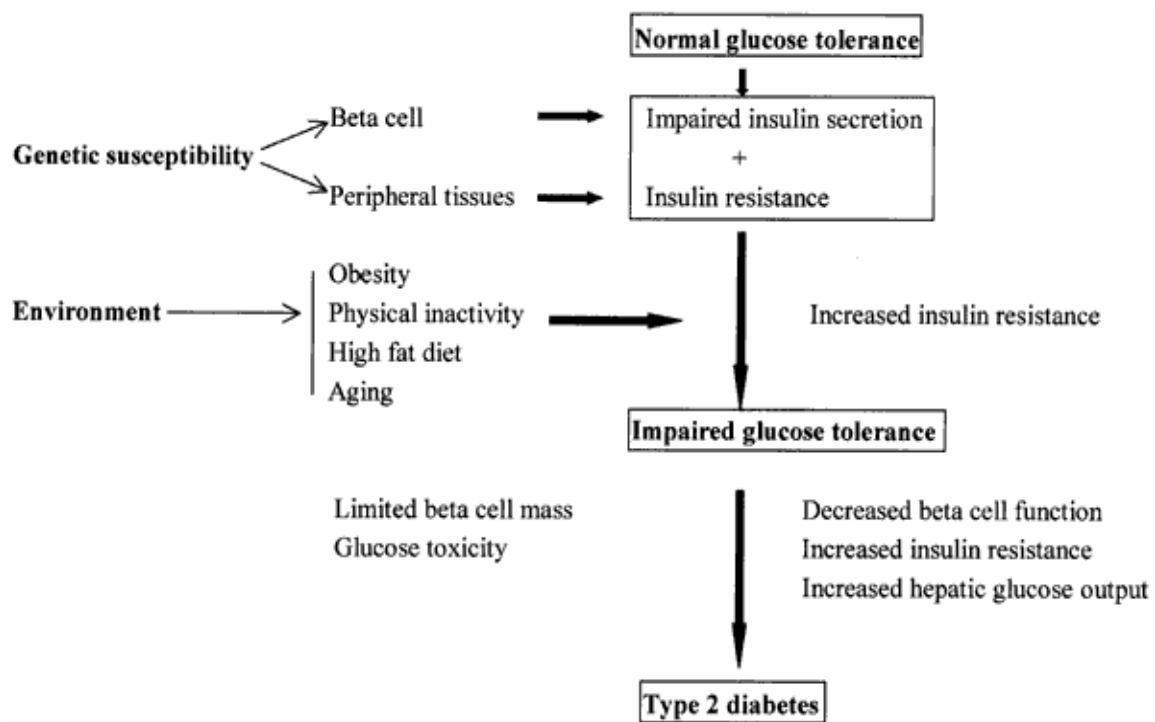 Normal glucose tolerance
Beta cell
Impaired insulin secretion
Genetic susceptibility
+
Peripheral tissues
Insulin resistance
Obesity
Environment
Physical inactivity
Increased insulin resistance
High fat diet
Aging
Impaired glucose tolerance
Limited beta cell mass
Decreased beta cell function
Glucose toxicity
Increased insulin resistance
Increased hepatic glucose output
Type 2 diabetes